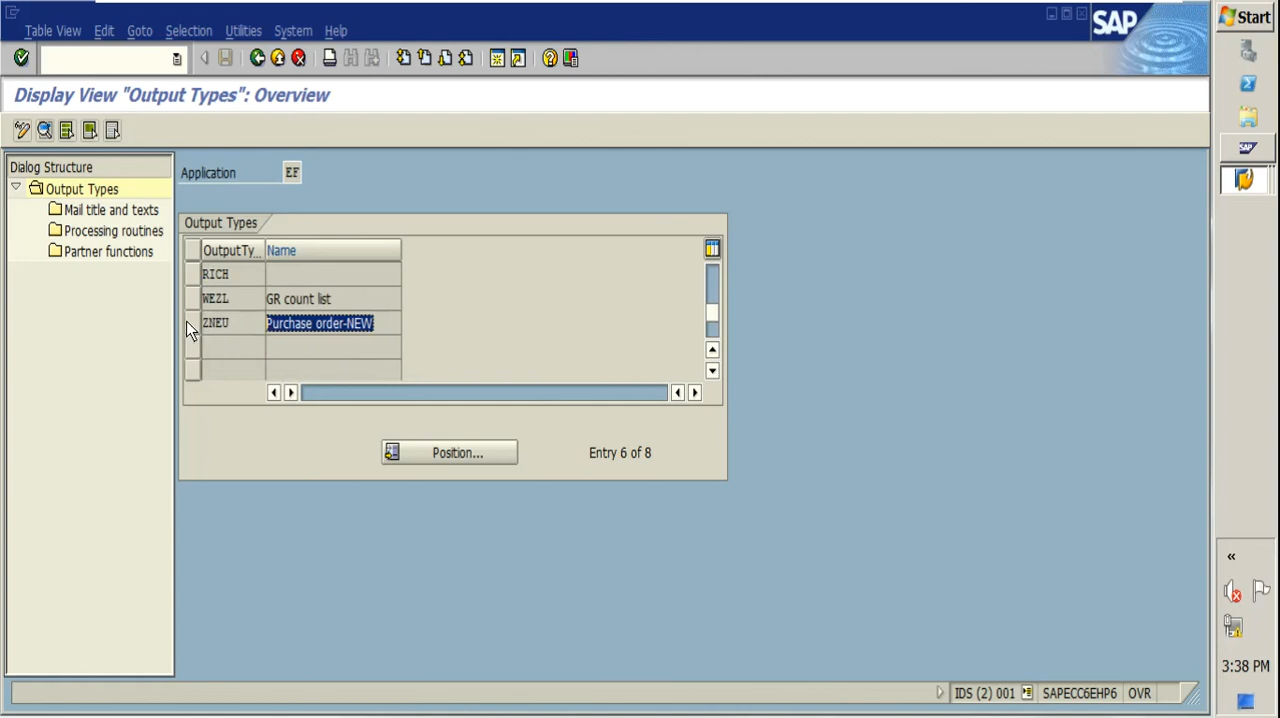 Table View Edit Goto Selection Utilities System Help
SAP
Start
Display View "Output Types": Overview
Dialog Structure
Output Types
Mail title and texts
Processing routines
Partner functions
Application EF
Output Types
OutputTy... Name
RICH
WEZL GR count list
ZNEU Purchase order-NEW
Position... Entry 6 of 8
IDS (2) 001 SAPECC6EHP6 OVR
3:38 PM